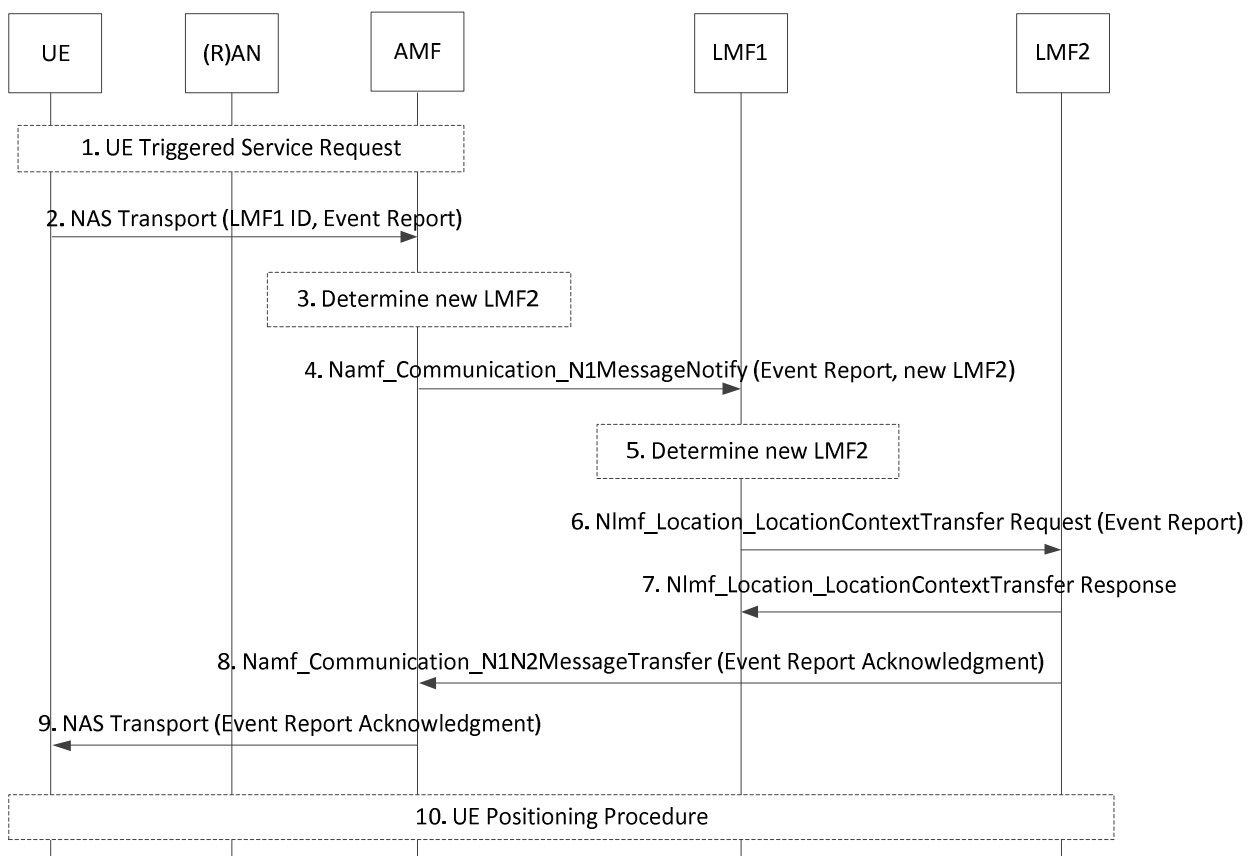 UE
(R)AN
AMF
LMF1
LMF2
1. UE Triggered Service Request
2. NAS Transport (LMF1 ID, Event Report)
3. Determine new LMF2
4. Namf_Communication_N1MessageNotify (Event Report, new LMF2)
5. Determine new LMF2
6. Nlmf_Location_LocationContextTransfer Request (Event Report)
7. Nlmf_Location_LocationContextTransfer Response
8. Namf_Communication_N1N2MessageTransfer (Event Report Acknowledgment)
9. NAS Transport (Event Report Acknowledgment)
10. UE Positioning Procedure